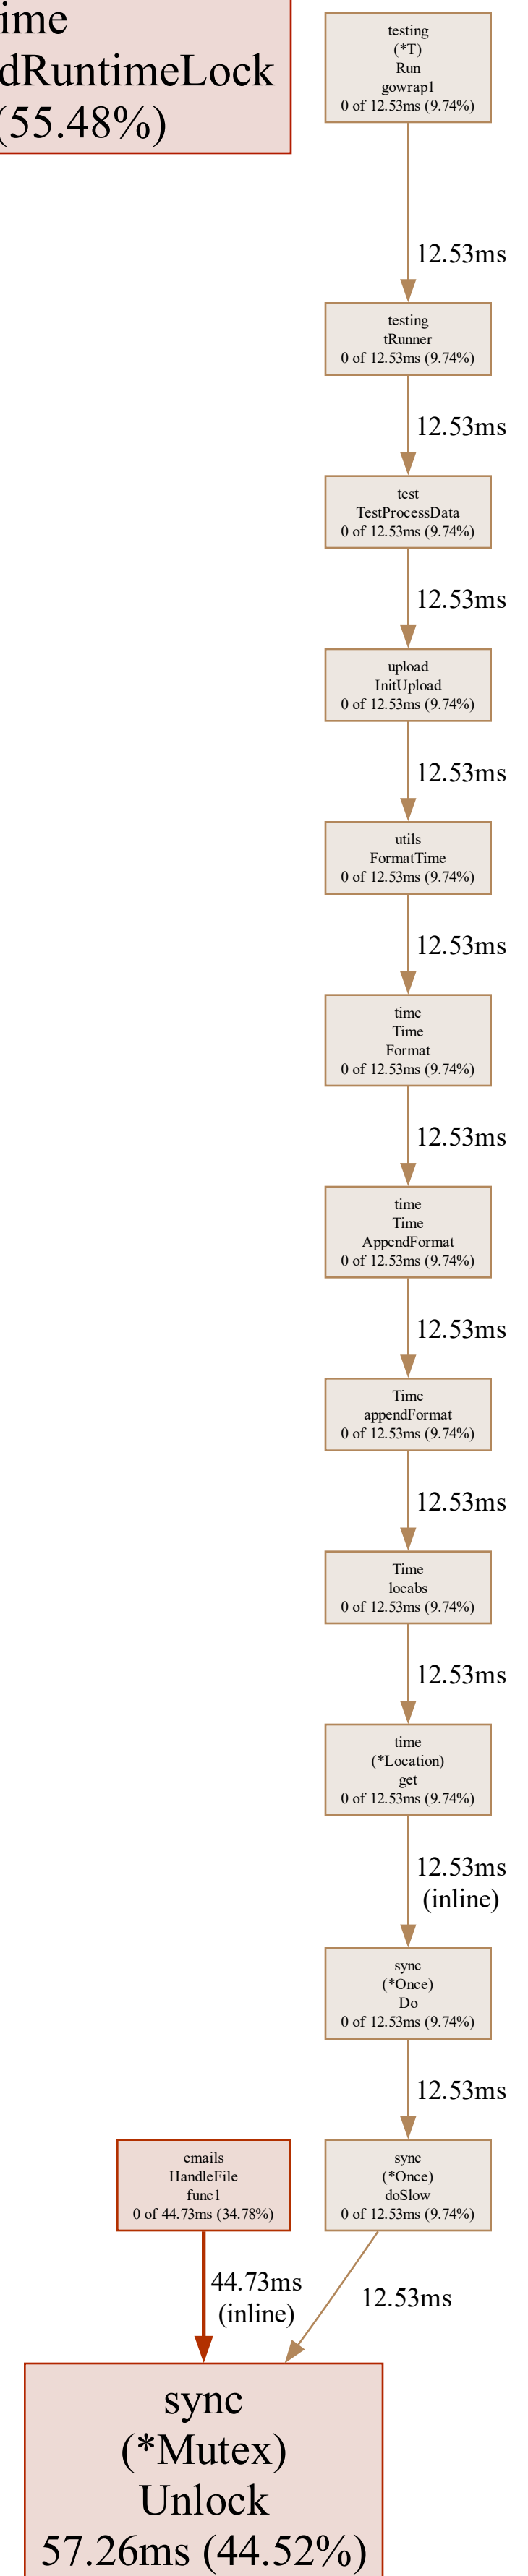 ime
dRuntimeLock
(55.48%)
testing
(*T)
Run
gowrap1
0 of 12.53ms (9.74%)
12.53ms
testing
tRunner
0 of 12.53ms (9.74%)
12.53ms
test
TestProcessData
0 of 12.53ms (9.74%)
12.53ms
upload
InitUpload
0 of 12.53ms (9.74%)
12.53ms
utils
FormatTime
0 of 12.53ms (9.74%)
12.53ms
time
Time
Format
0 of 12.53ms (9.74%)
12.53ms
time
Time
AppendFormat
0 of 12.53ms (9.74%)
12.53ms
Time
appendFormat
0 of 12.53ms (9.74%)
12.53ms
Time
locabs
0 of 12.53ms (9.74%)
12.53ms
time
(*Location)
get
0 of 12.53ms (9.74%)
12.53ms
(inline)
sync
(*Once)
Do
0 of 12.53ms (9.74%)
12.53ms
emails
HandleFile
func1
0 of 44.73ms (34.78%)
sync
(*Once)
doSlow
0 of 12.53ms (9.74%)
44.73ms
(inline)
12.53ms
sync
(*Mutex)
Unlock
57.26ms (44.52%)